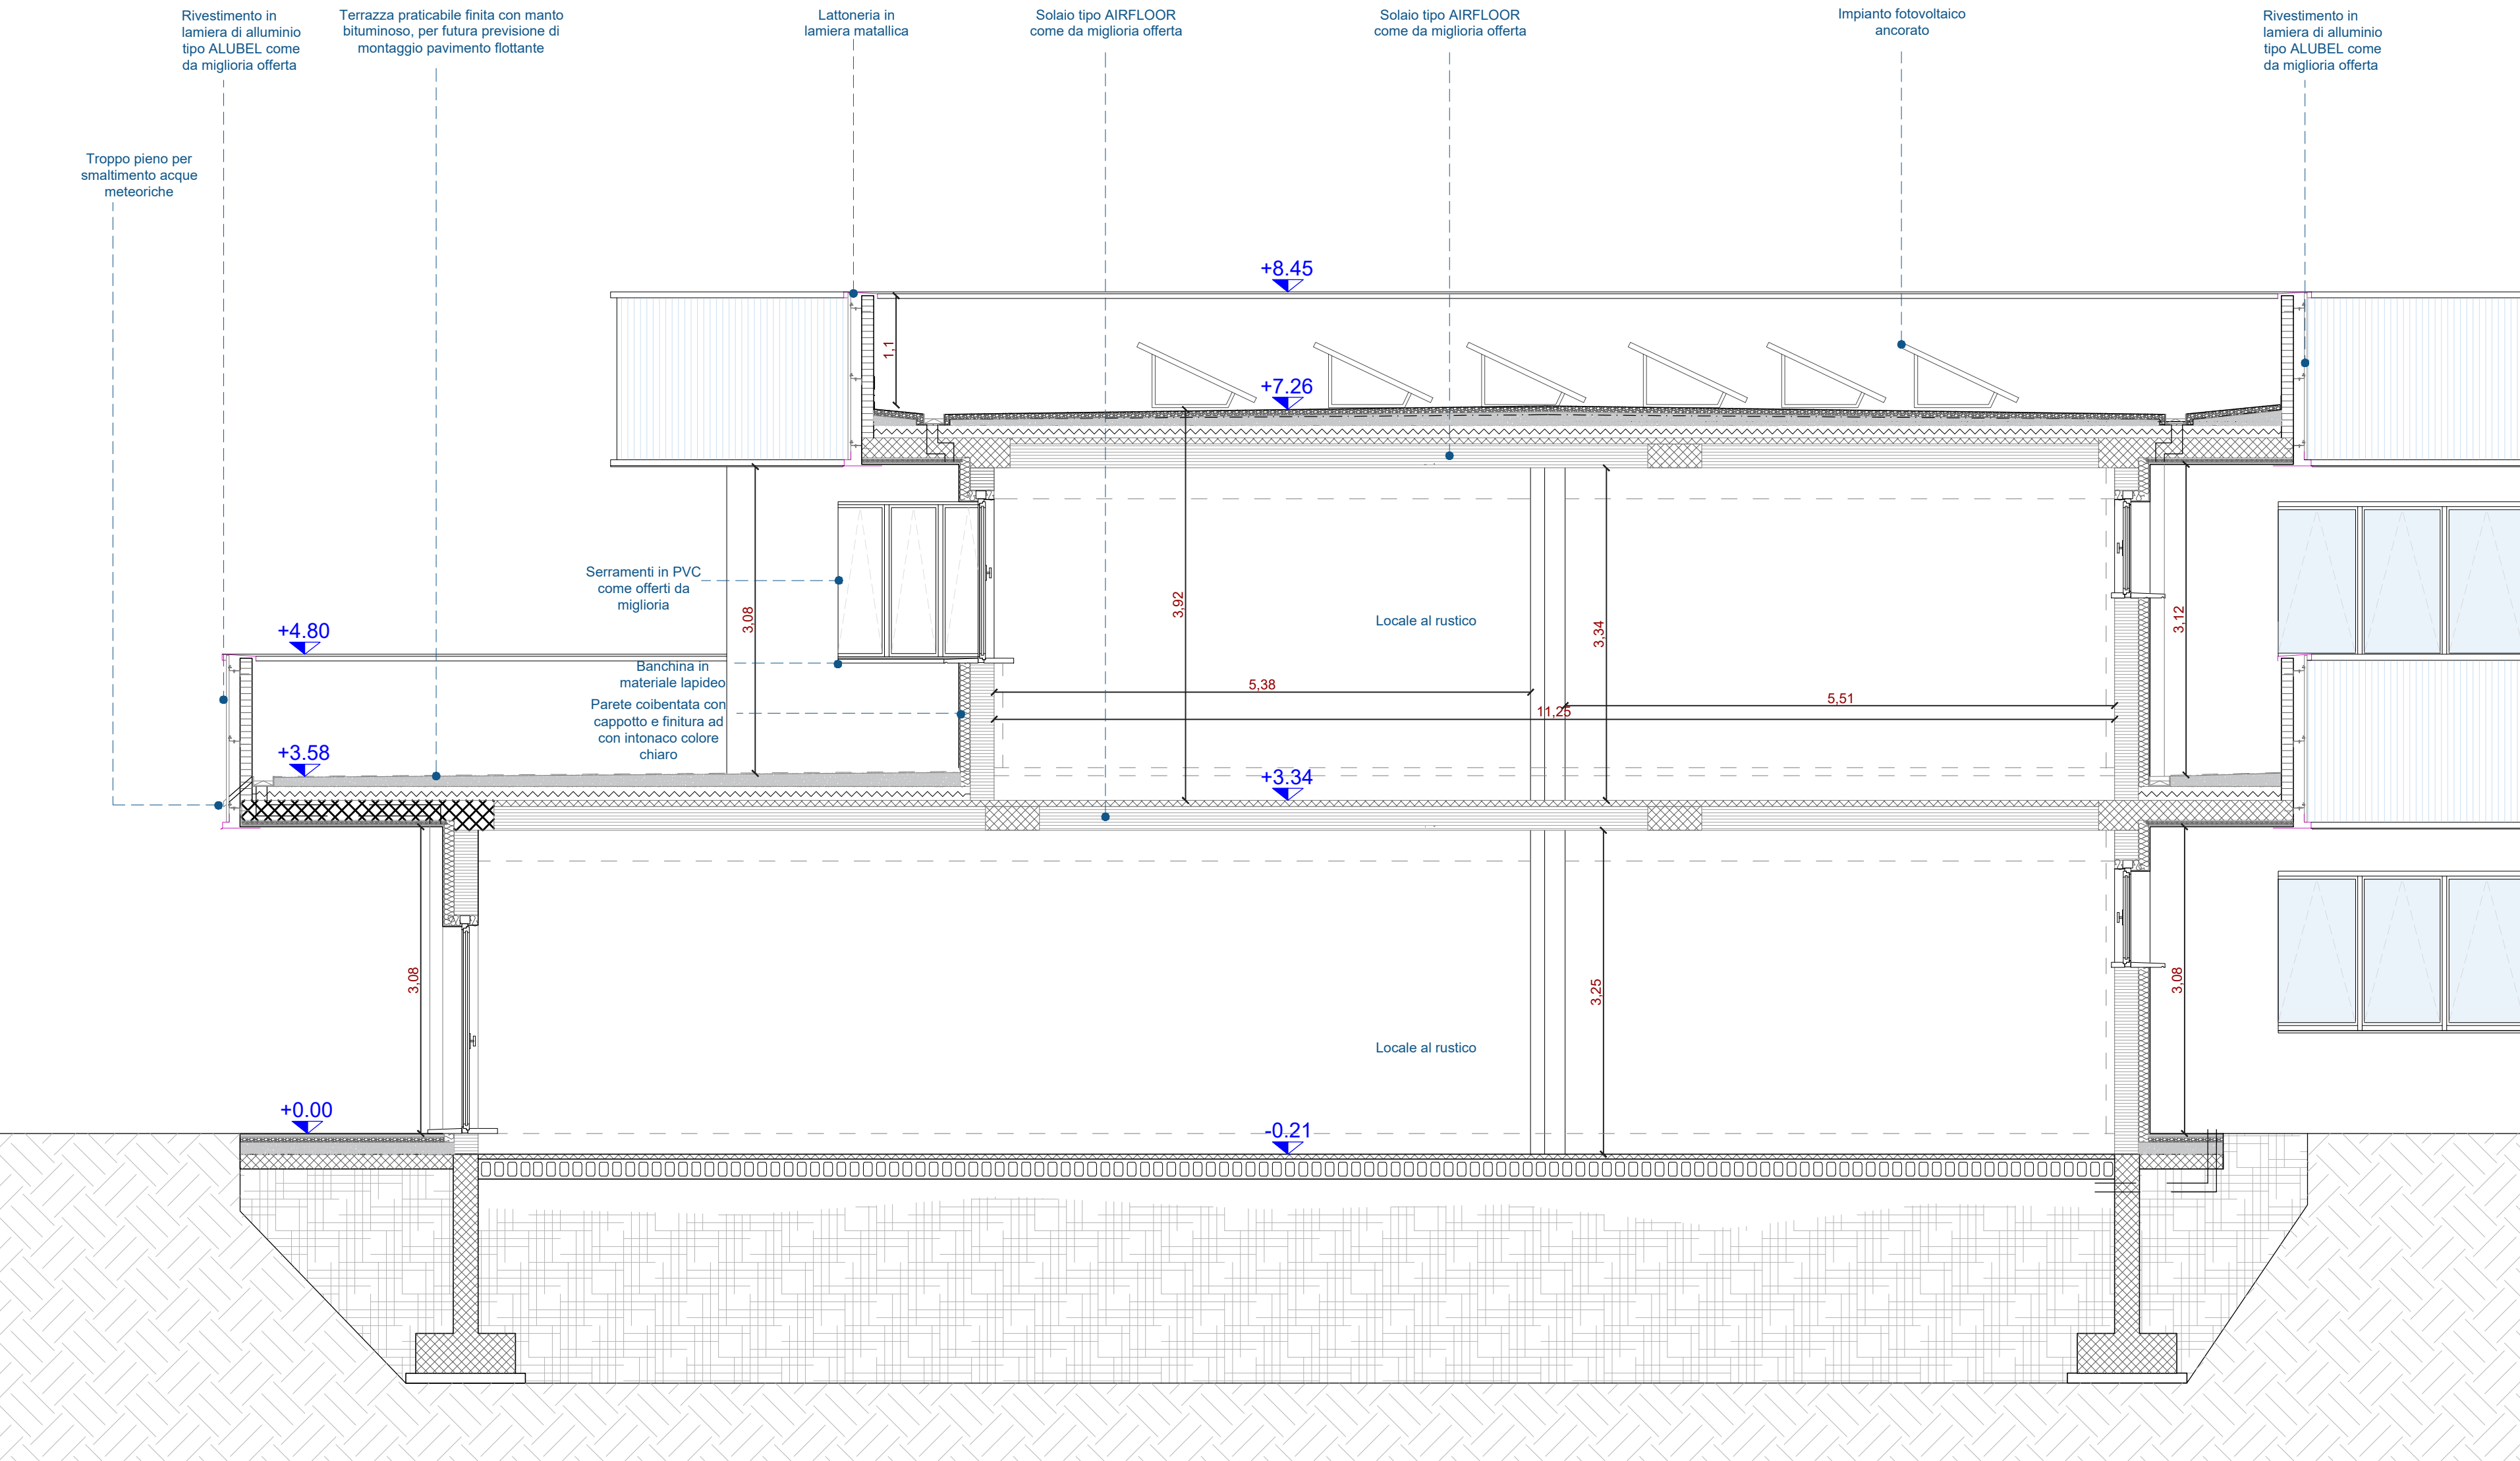 Rivestimento in
lamiera di alluminio
tipo ALUBEL come
da miglioria offerta
Terrazza praticabile finita con manto
bituminoso, per futura previsione di
montaggio pavimento flottante
Lattoneria in
lamiera matallica
Solaio tipo AIRFLOOR
come da miglioria offerta
Solaio tipo AIRFLOOR
come da miglioria offerta
Impianto fotovoltaico
ancorato
Rivestimento in
lamiera di alluminio
tipo ALUBEL come
da miglioria offerta
Troppo pieno per
smaltimento acque
meteoriche
+8.45
1,1
+7.26
Serramenti in PVC
come offerti da
miglioria
3,08
3,92
Locale al rustico
3,34
3,12
+4.80
Banchina in
materiale lapideo
5,38
5,51
11,25
Parete coibentata con
cappotto e finitura ad
con intonaco colore
chiaro
+3.58
+3.34
3,08
3,25
3,08
Locale al rustico
+0.00
-0.21